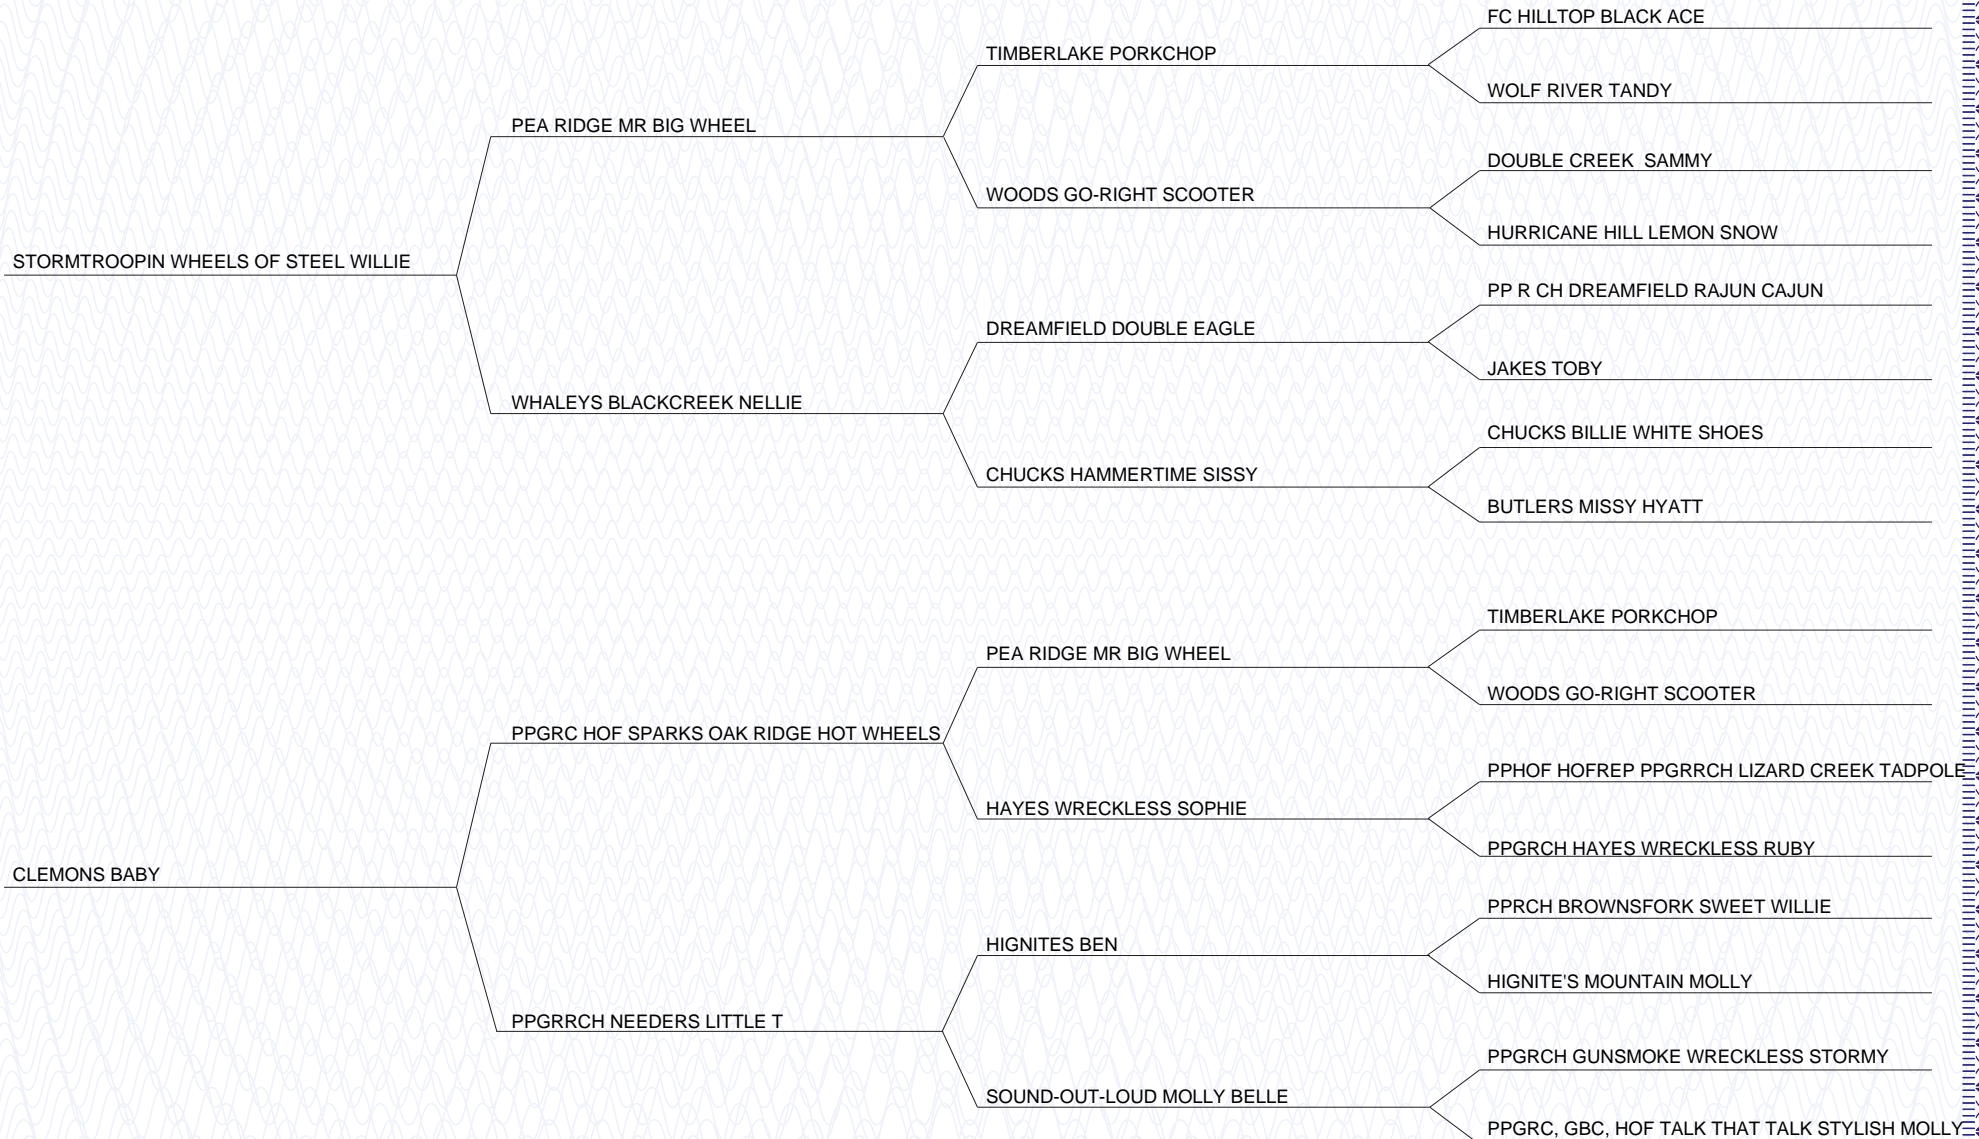 FC HILLTOP BLACK ACE
TIMBERLAKE PORKCHOP
WOLF RIVER TANDY
PEA RIDGE MR BIG WHEEL
DOUBLE CREEK  SAMMY
WOODS GO-RIGHT SCOOTER
HURRICANE HILL LEMON SNOW
STORMTROOPIN WHEELS OF STEEL WILLIE
PP R CH DREAMFIELD RAJUN CAJUN
DREAMFIELD DOUBLE EAGLE
JAKES TOBY
WHALEYS BLACKCREEK NELLIE
CHUCKS BILLIE WHITE SHOES
CHUCKS HAMMERTIME SISSY
BUTLERS MISSY HYATT
TIMBERLAKE PORKCHOP
PEA RIDGE MR BIG WHEEL
WOODS GO-RIGHT SCOOTER
PPGRC HOF SPARKS OAK RIDGE HOT WHEELS
PPHOF HOFREP PPGRRCH LIZARD CREEK TADPOLE
HAYES WRECKLESS SOPHIE
PPGRCH HAYES WRECKLESS RUBY
CLEMONS BABY
PPRCH BROWNSFORK SWEET WILLIE
HIGNITES BEN
HIGNITE'S MOUNTAIN MOLLY
PPGRRCH NEEDERS LITTLE T
PPGRCH GUNSMOKE WRECKLESS STORMY
SOUND-OUT-LOUD MOLLY BELLE
PPGRC, GBC, HOF TALK THAT TALK STYLISH MOLLY